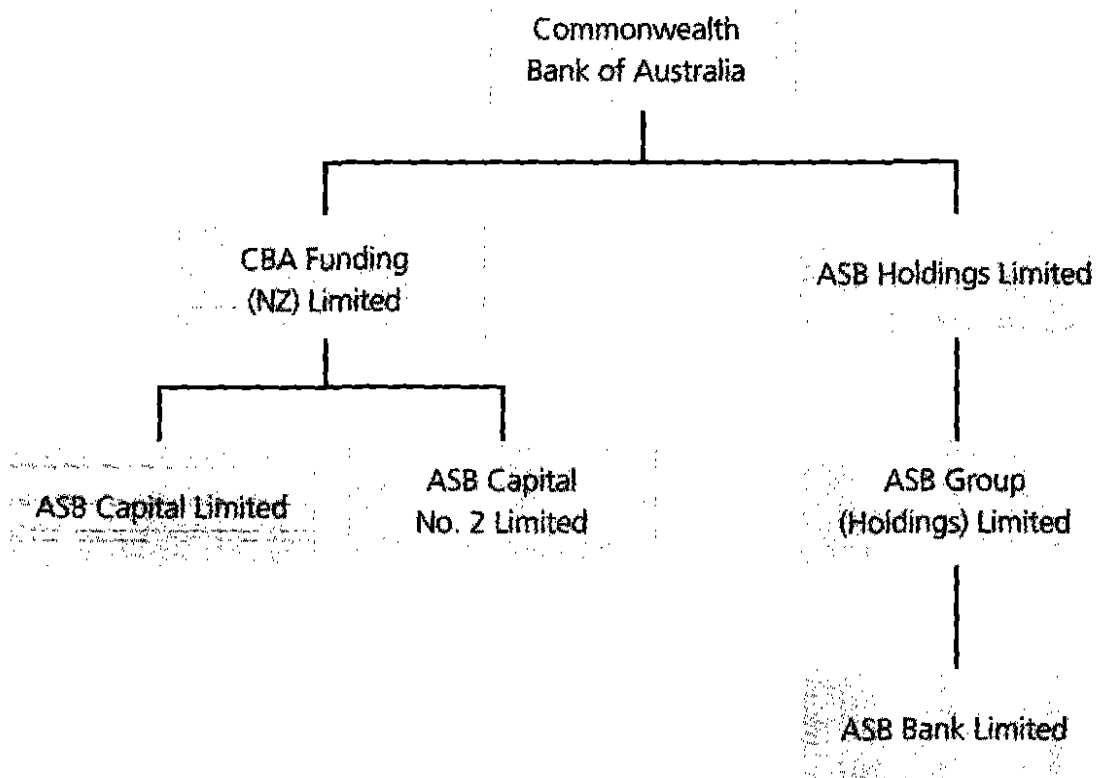 Commonwealth
Bank of Australia
CBA Funding
(NZ) Limited
ASB Holdings Limited
ASB Capital Limited
ASB Capital
No. 2 Limited
ASB Group
(Holdings) Limited
ASB Bank Limited